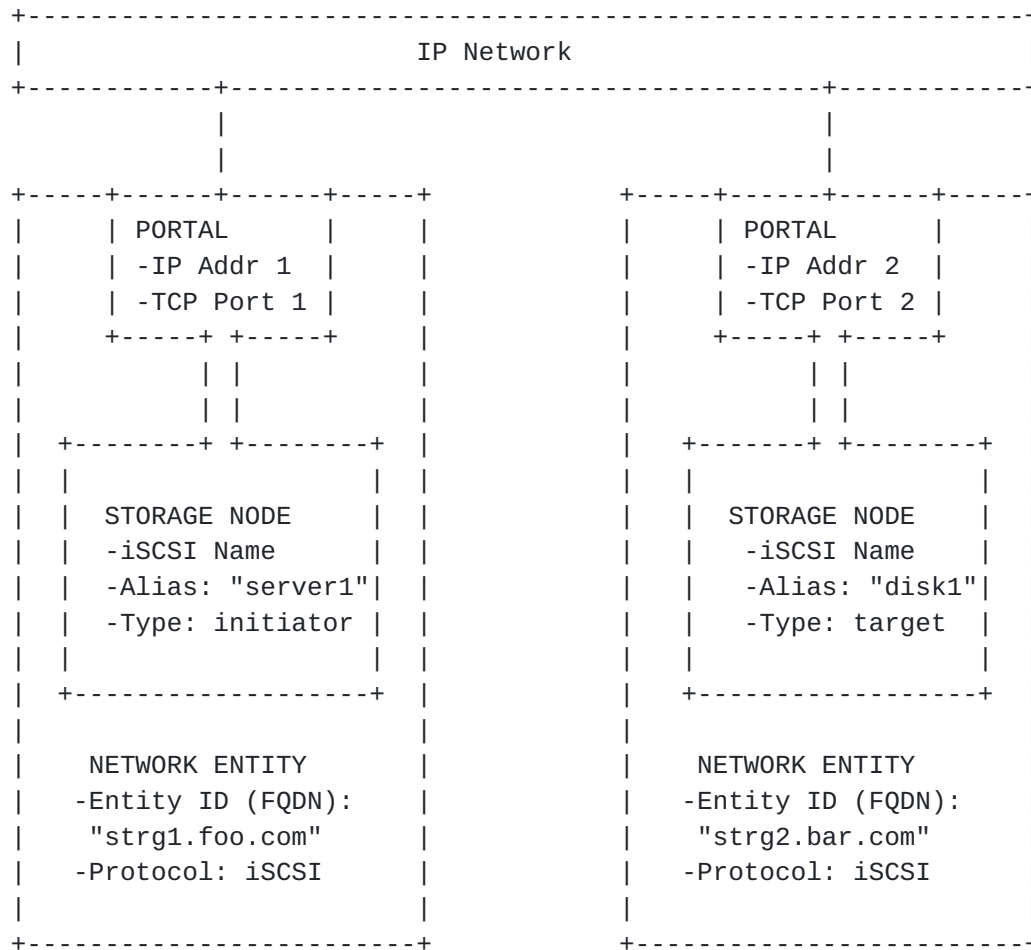 IP Network
PORTAL PORTAL
-IP Addr 1 -IP Addr 2
-TCP Port 1 -TCP Port 2
STORAGE NODE STORAGE NODE
-iSCSI Name -iSCSI Name
-Alias: "server1" -Alias: "disk1"
-Type: initiator -Type: target
NETWORK ENTITY NETWORK ENTITY
-Entity ID (FQDN): -Entity ID (FQDN):
"strg1.foo.com" "strg2.bar.com"
-Protocol: iSCSI -Protocol: iSCSI